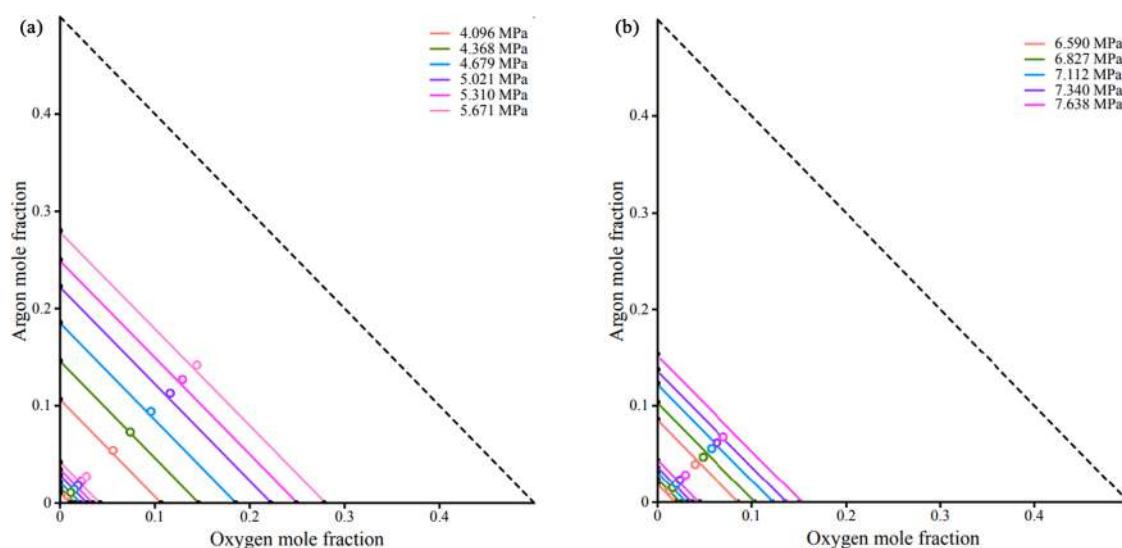 (a)
4.096 MPa
4.368 MPa
4.679 MPa
5.021 MPa
5.310 MPa
5.671 MPa
Argon mole fraction
0.4
0.3
0.2
0.1
0
0
0.1
0.2
0.3
0.4
Oxygen mole fraction
(b)
6.590 MPa
6.827 MPa
7.112 MPa
7.340 MPa
7.638 MPa
Argon mole fraction
0.4
0.3
0.2
0.1
0
0
0.1
0.2
0.3
0.4
Oxygen mole fraction